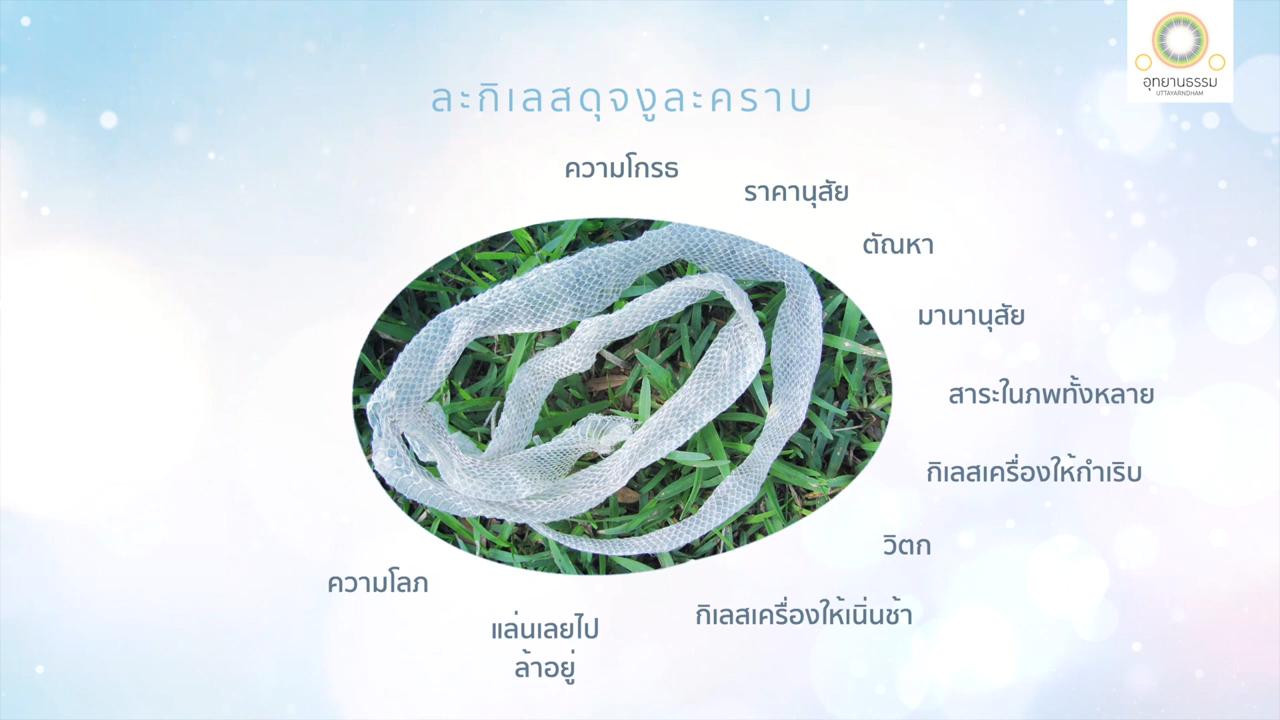 อุทยานธรรม
UTTAYARNDHAM
ละกิเลสดุจงูละคราบ
ความโกรธ
ราคานุสัย
ตัณหา
มานานุสัย
สาระในภพทั้งหลาย
กิเลสเครื่องให้กำเริบ
วิตก
กิเลสเครื่องให้เนิ่นช้า
แล่นเลยไป
ล้าอยู่
ความโลภ